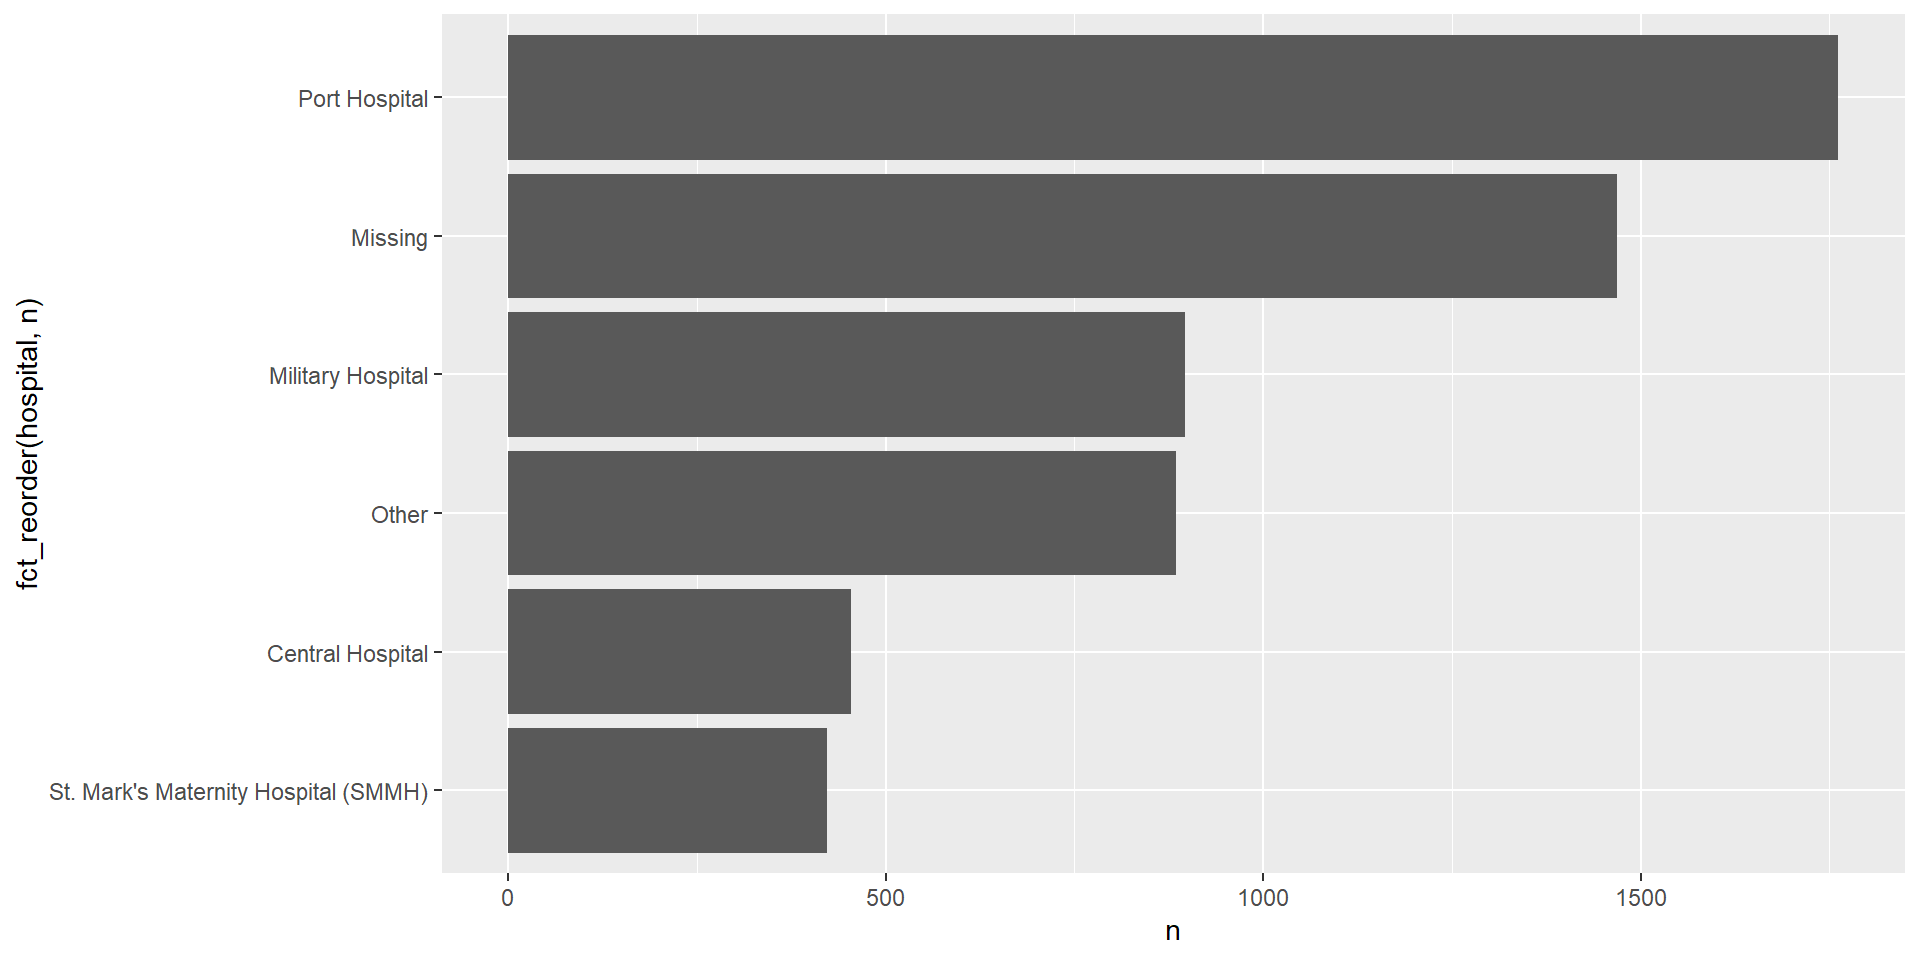 fct_reorder(hospital, n)
Port Hospital
Missing
Military Hospital
Other
Central Hospital
St. Mark's Maternity Hospital (SMMH)
0 500 1000 1500
n